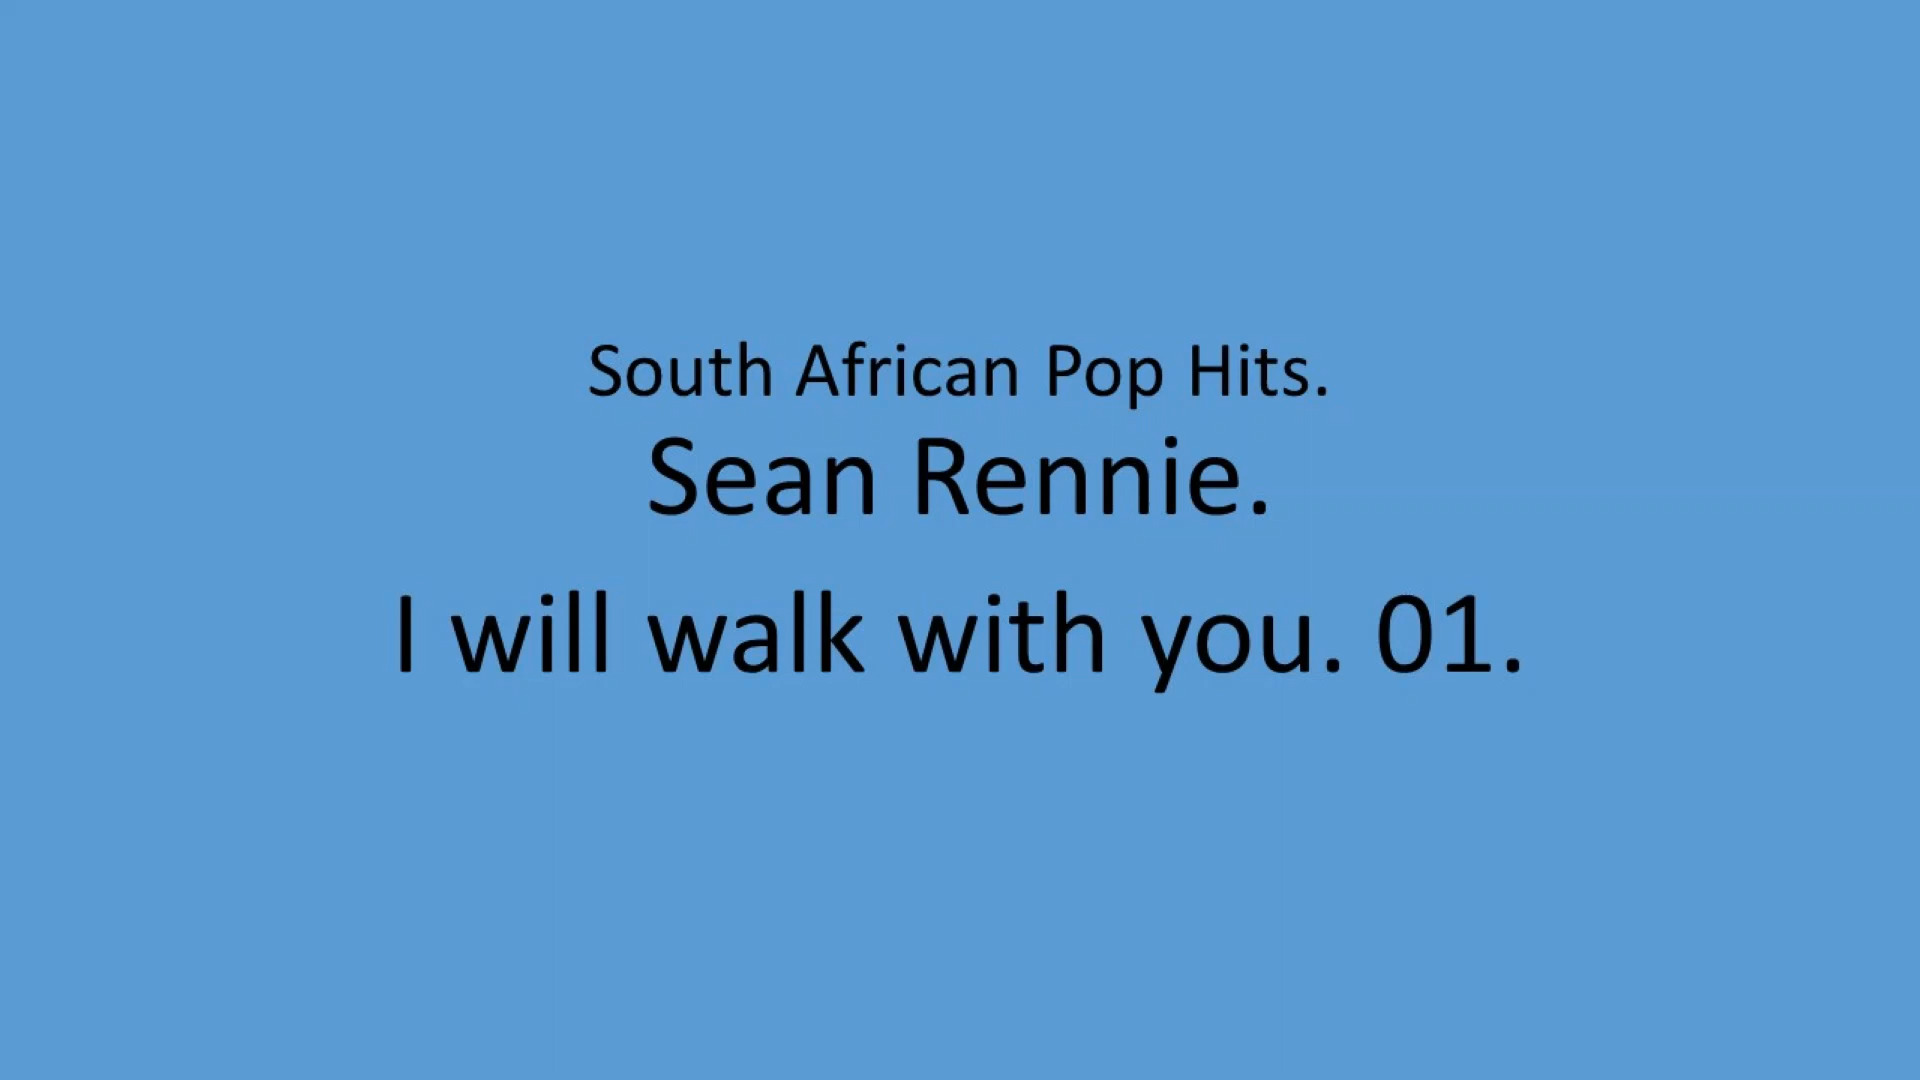 South African Pop Hits.
Sean Rennie.
I will walk with you. 01.